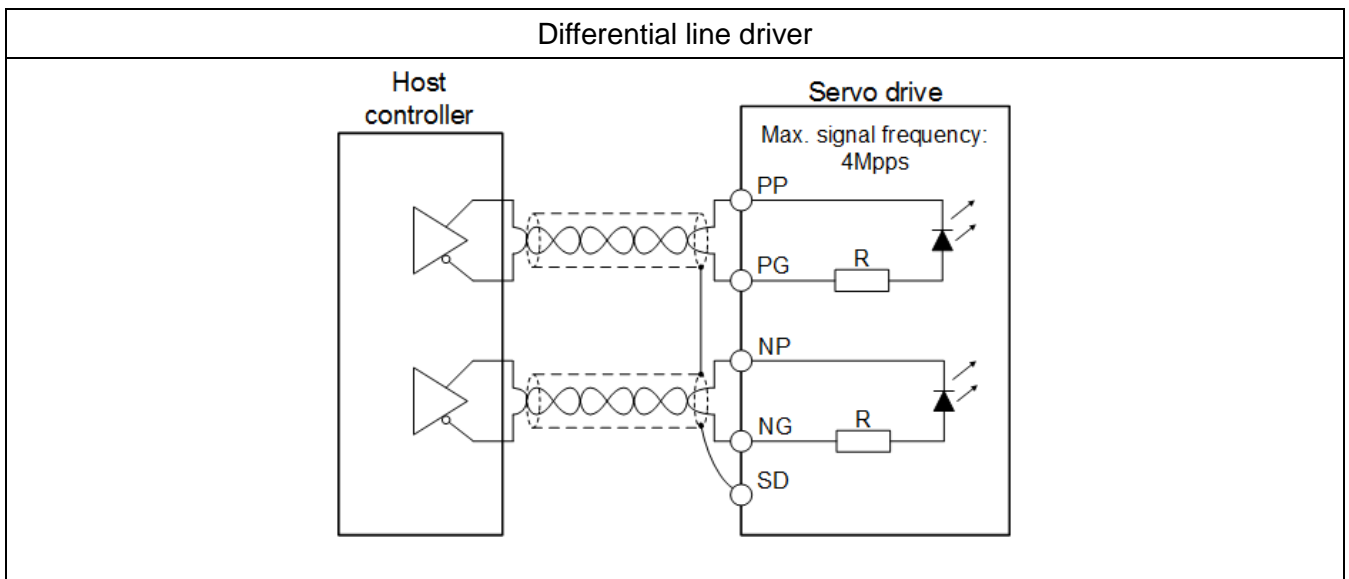 Differential line driver
Host
controller
Servo drive
Max. signal frequency:
4Mpps
PP
PG
R
NP
NG
R
SD